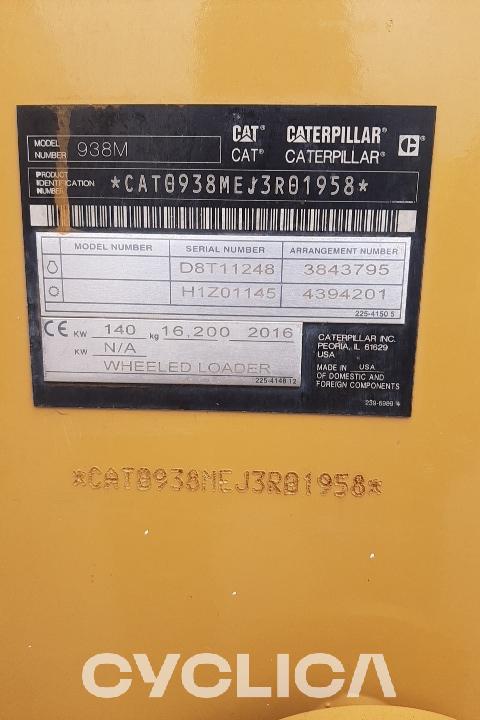 MODEL NUMBER 938M
CAT® CATERPILLAR® C
CAT® CATERPILLAR®
PRODUCT IDENTIFICATION NUMBER *CAT0938MEJ3R01958*
MODEL NUMBER SERIAL NUMBER ARRANGEMENT NUMBER
D8T11248 3843795
H1Z01145 4394201
225-4150 5
CE KW 140 kg 16,200 2016
KW N/A
WHEELED LOADER
225-4148 12
CATERPILLAR INC.
PEORIA, IL 61629
USA
MADE IN USA
OF DOMESTIC AND
FOREIGN COMPONENTS
*CAT0938MEJ3R01958*
CYCLICA